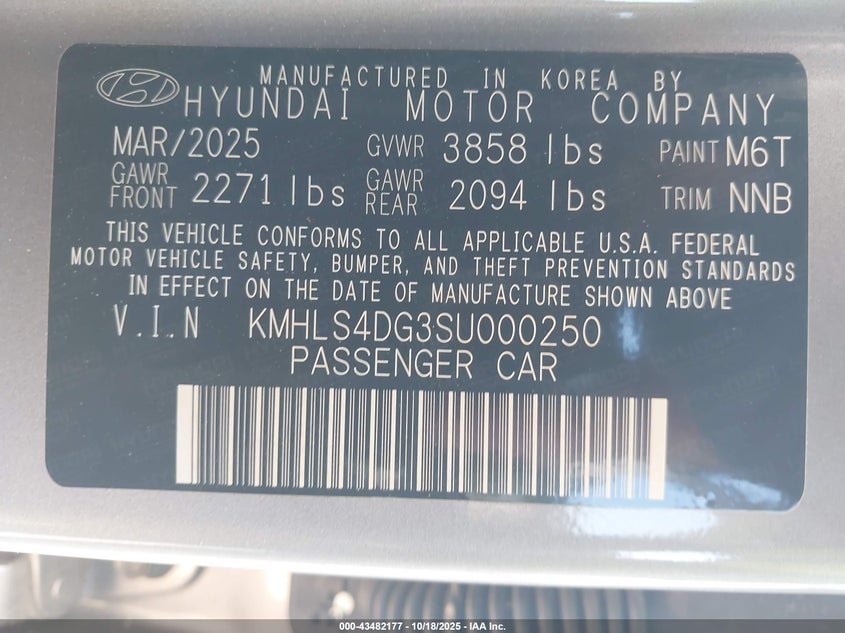 MANUFACTURED IN KOREA BY
HYUNDAI MOTOR COMPANY
MAR/2025 GVWR 3858 lbs PAINT M6T
GAWR FRONT 2271 lbs GAWR REAR 2094 lbs TRIM NNB
THIS VEHICLE CONFORMS TO ALL APPLICABLE U.S.A. FEDERAL
MOTOR VEHICLE SAFETY, BUMPER, AND THEFT PREVENTION STANDARDS
IN EFFECT ON THE DATE OF MANUFACTURE SHOWN ABOVE
V.I.N KMHLS4DG3SU000250
PASSENGER CAR
000-43482177 | 10/18/2025 - IAA Inc.